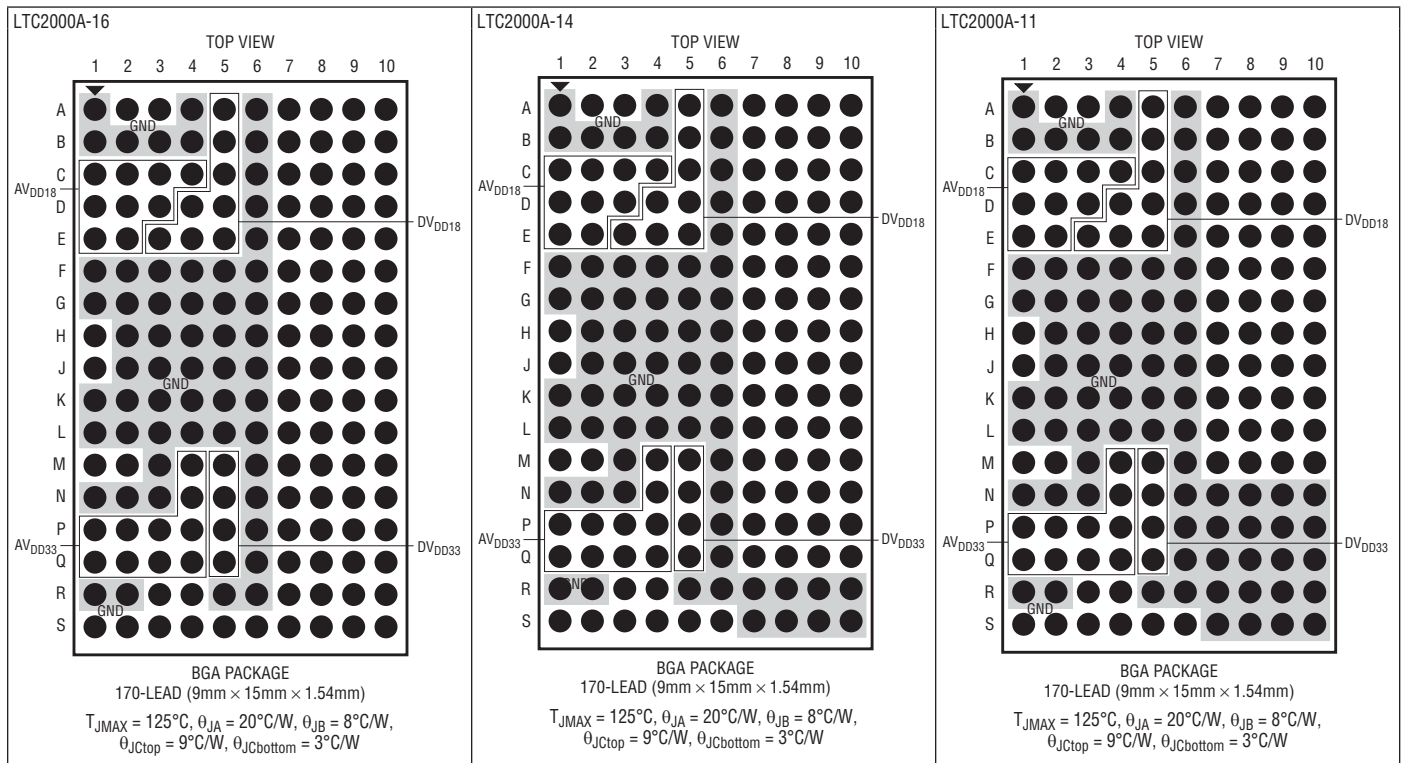 LTC2000A-16
TOP VIEW
1 2 3 4 5 6 7 8 9 10
A
GND
B
C
AVDD18
D
DVDD18
E
F
G
H
J
GND
K
L
M
N
P
AVDD33
DVDD33
Q
R
GND
S
BGA PACKAGE
170-LEAD (9mm × 15mm × 1.54mm)
TJMAX = 125°C, θJA = 20°C/W, θJB = 8°C/W,
θJCtop = 9°C/W, θJCbottom = 3°C/W
LTC2000A-14
TOP VIEW
1 2 3 4 5 6 7 8 9 10
A
GND
B
C
AVDD18
D
DVDD18
E
F
G
H
J
GND
K
L
M
N
P
AVDD33
DVDD33
Q
R
GND
S
BGA PACKAGE
170-LEAD (9mm × 15mm × 1.54mm)
TJMAX = 125°C, θJA = 20°C/W, θJB = 8°C/W,
θJCtop = 9°C/W, θJCbottom = 3°C/W
LTC2000A-11
TOP VIEW
1 2 3 4 5 6 7 8 9 10
A
GND
B
C
AVDD18
D
DVDD18
E
F
G
H
J
GND
K
L
M
N
P
AVDD33
DVDD33
Q
R
GND
S
BGA PACKAGE
170-LEAD (9mm × 15mm × 1.54mm)
TJMAX = 125°C, θJA = 20°C/W, θJB = 8°C/W,
θJCtop = 9°C/W, θJCbottom = 3°C/W